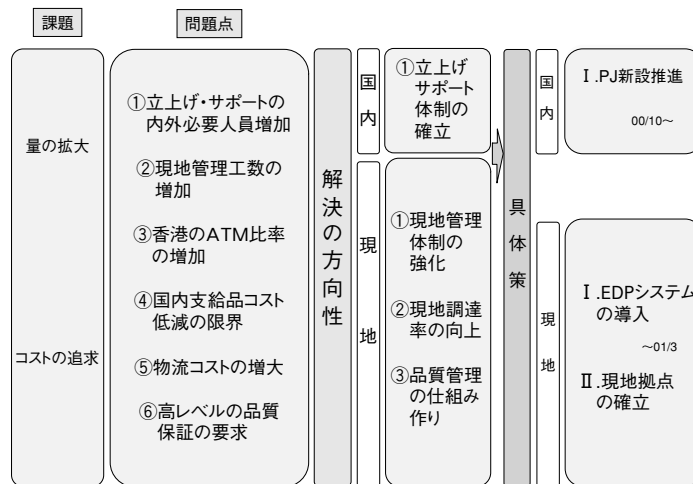 課題
問題点
量の拡大
コストの追求
①立上げ・サポートの
内外必要人員増加
②現地管理工数の
増加
③香港のATM比率
の増加
④国内支給品コスト
低減の限界
⑤物流コストの増大
⑥高レベルの品質
保証の要求
解決の方向性
国内
①立上げ
サポート
体制の
確立
現地
①現地管理
体制の
強化
②現地調達
率の向上
③品質管理
の仕組み
作り
具体策
国内
Ⅰ.PJ新設推進
00/10～
現地
Ⅰ.EDPシステム
の導入
～01/3
Ⅱ.現地拠点
の確立